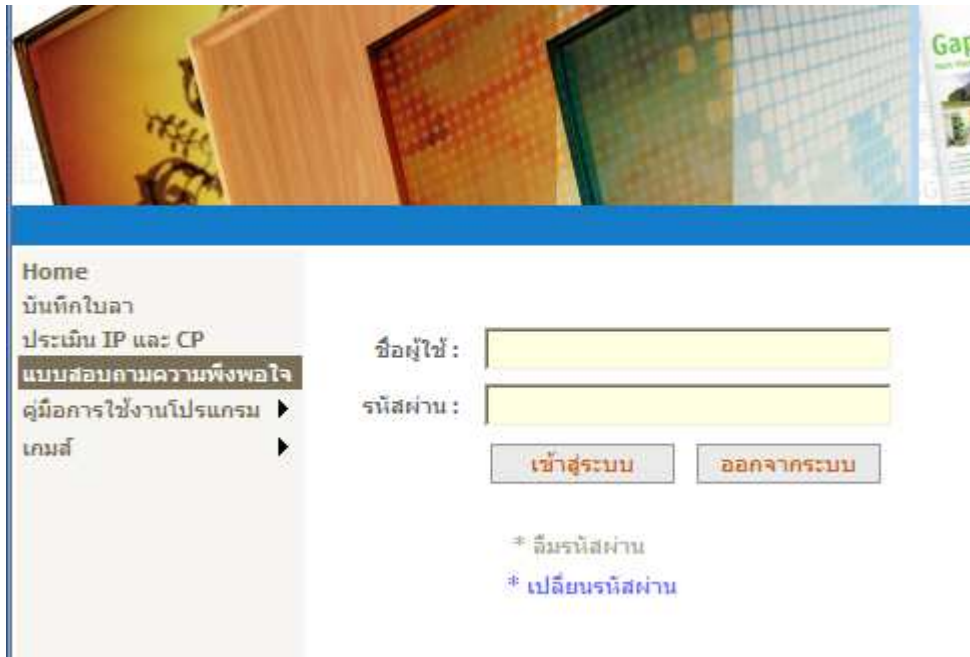 Gap
Home
บันทึกใบลา
ประเมิน IP และ CP
แบบสอบถามความพึงพอใจ
คู่มือการใช้งานโปรแกรม
เกมส์
ชื่อผู้ใช้ :
รหัสผ่าน :
เข้าสู่ระบบ
ออกจากระบบ
* ลืมรหัสผ่าน
* เปลี่ยนรหัสผ่าน